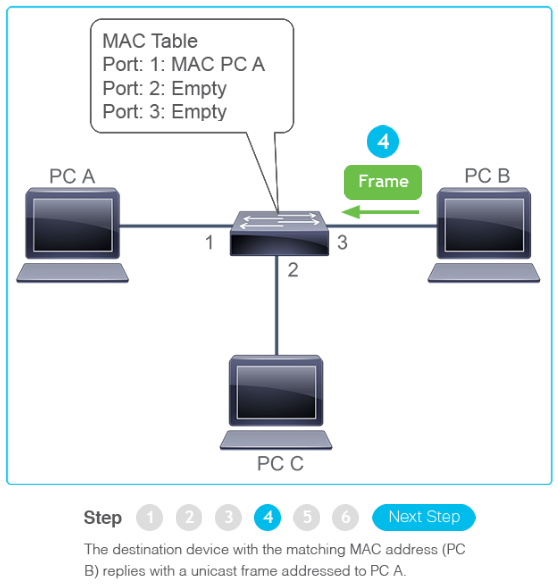 MAC Table
Port: 1: MAC PC A
Port: 2: Empty
Port: 3: Empty
4
Frame
PC A
PC B
1
3
2
PC C
Step 1 2 3 4 5 6 Next Step
The destination device with the matching MAC address (PC
B) replies with a unicast frame addressed to PC A.